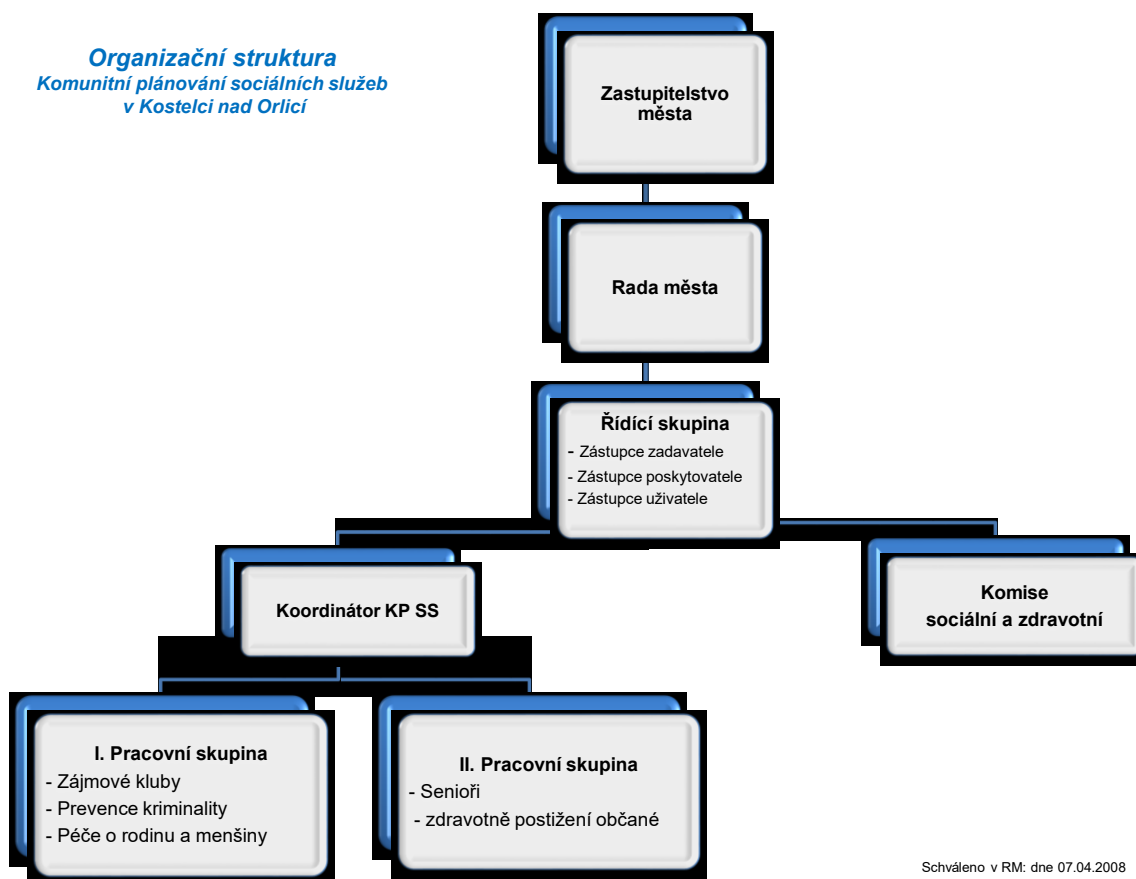 Organizační struktura
Komunitní plánování sociálních služeb
v Kostelci nad Orlicí
Zastupitelstvo
města
Rada města
Řídící skupina
- Zástupce zadavatele
- Zástupce poskytovatele
- Zástupce uživatele
Koordinátor KP SS
Komise
sociální a zdravotní
I. Pracovní skupina
- Zájmové kluby
- Prevence kriminality
- Péče o rodinu a menšiny
II. Pracovní skupina
- Senioři
- zdravotně postižení občané
Schváleno v RM: dne 07.04.2008